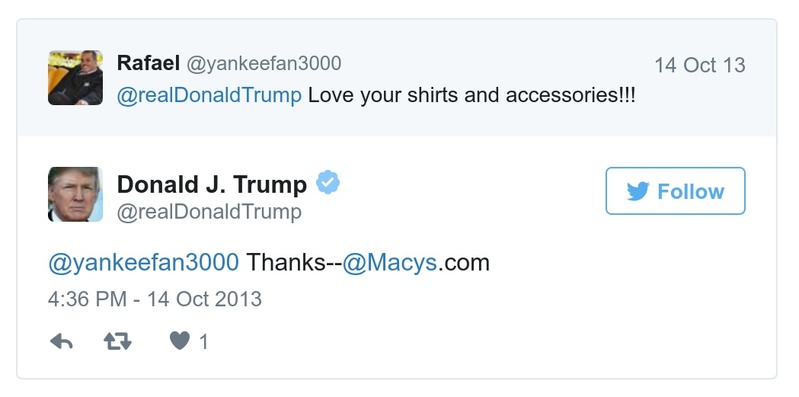 Rafael @yankeefan3000 14 Oct 13
@realDonaldTrump Love your shirts and accessories!!!
Donald J. Trump
@realDonaldTrump
Follow
@yankeefan3000 Thanks--@Macys.com
4:36 PM - 14 Oct 2013
1